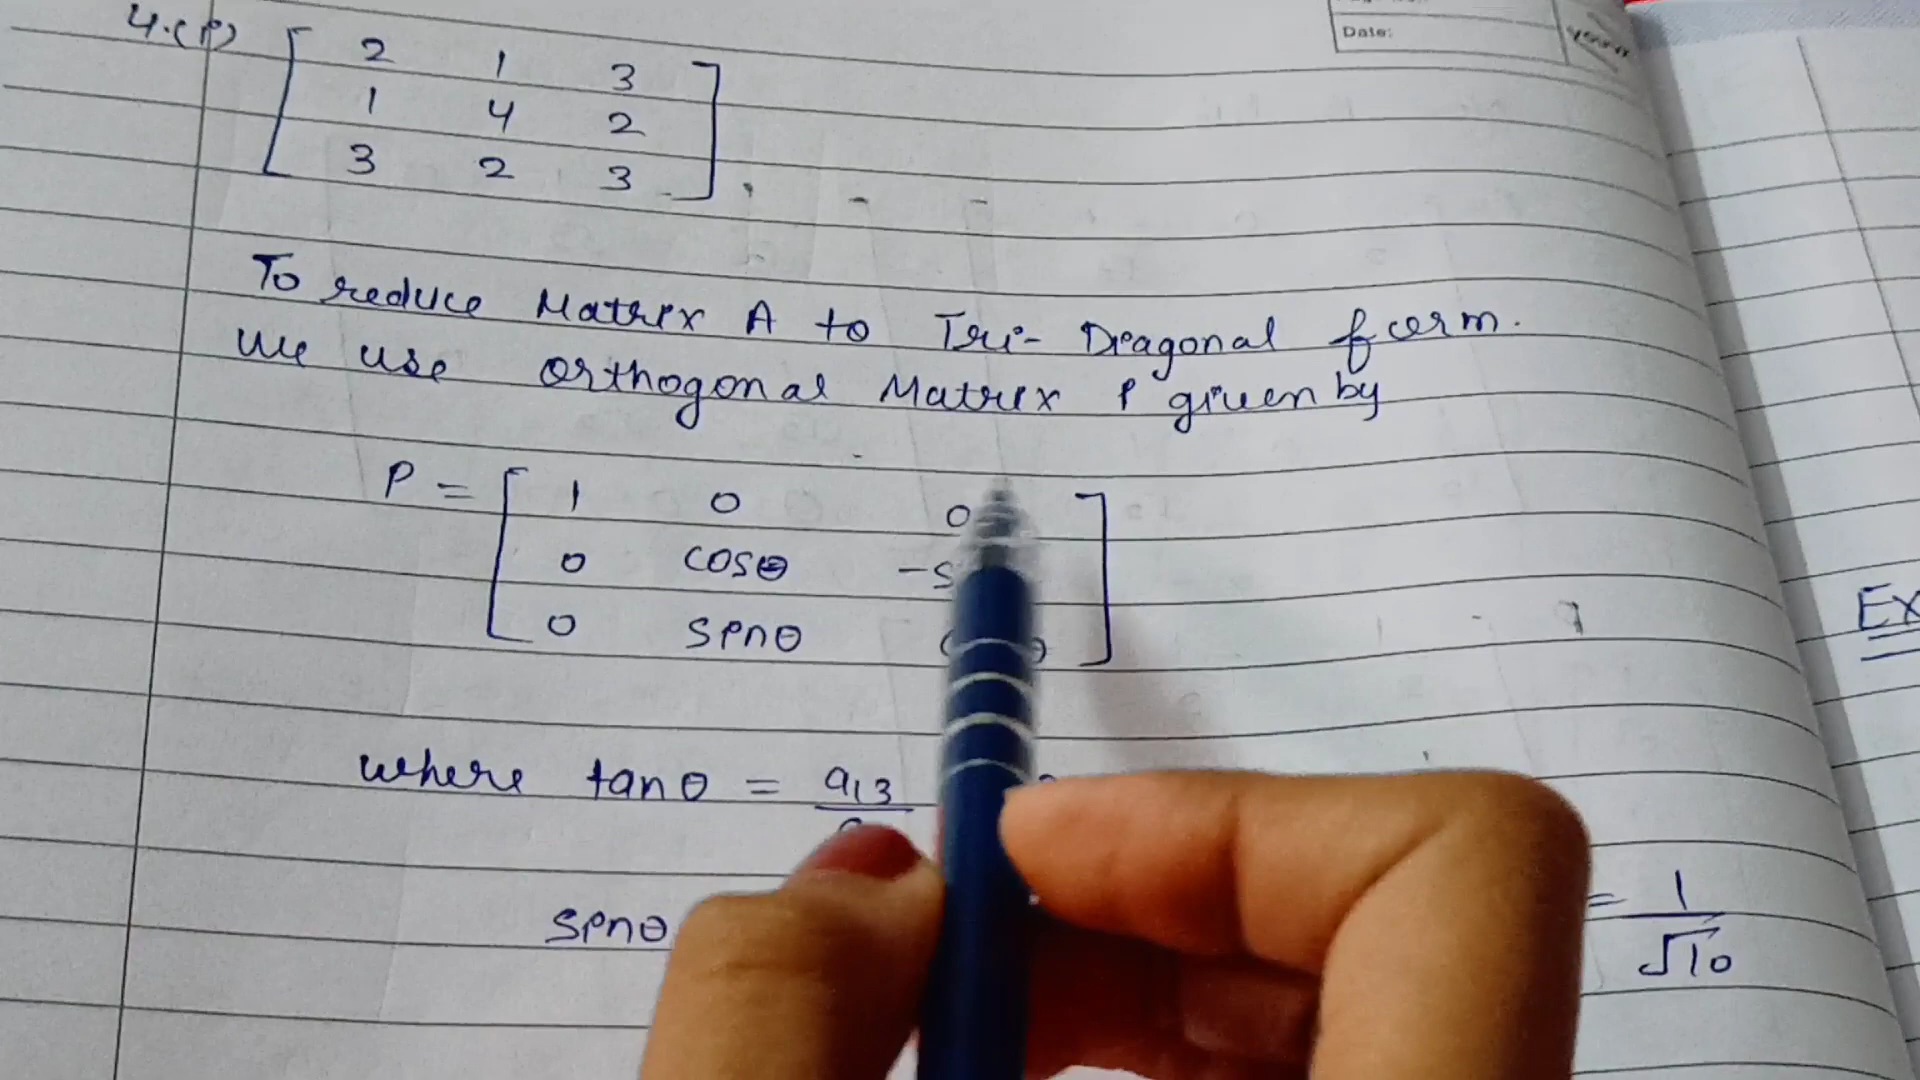 Date:
4.(i) [ 2 1 3
1 4 2
3 2 3 ]
To reduce Matrix A to Tri-Diagonal form.
we use orthogonal Matrix P given by
P = [ 1 0 0
0 cosθ -s
0 sinθ ]
where tanθ = a13
sinθ = 1/√10
Ex